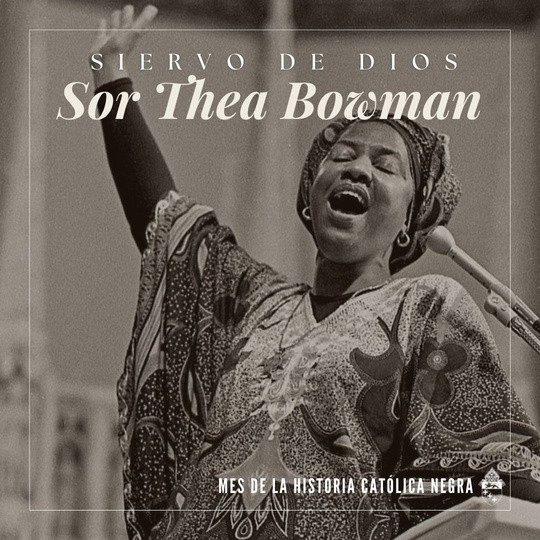 SIERVO DE DIOS
Sor Thea Bowman
MES DE LA HISTORIA CATÓLICA NEGRA